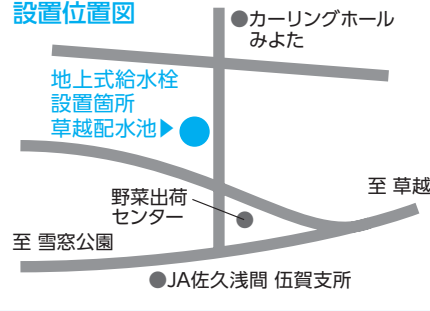 設置位置図
●カーリングホール
みよた
地上式給水栓
設置箇所
草越配水池▶
至 草越
野菜出荷
センター
至 雪窓公園
●JA佐久浅間 伍賀支所